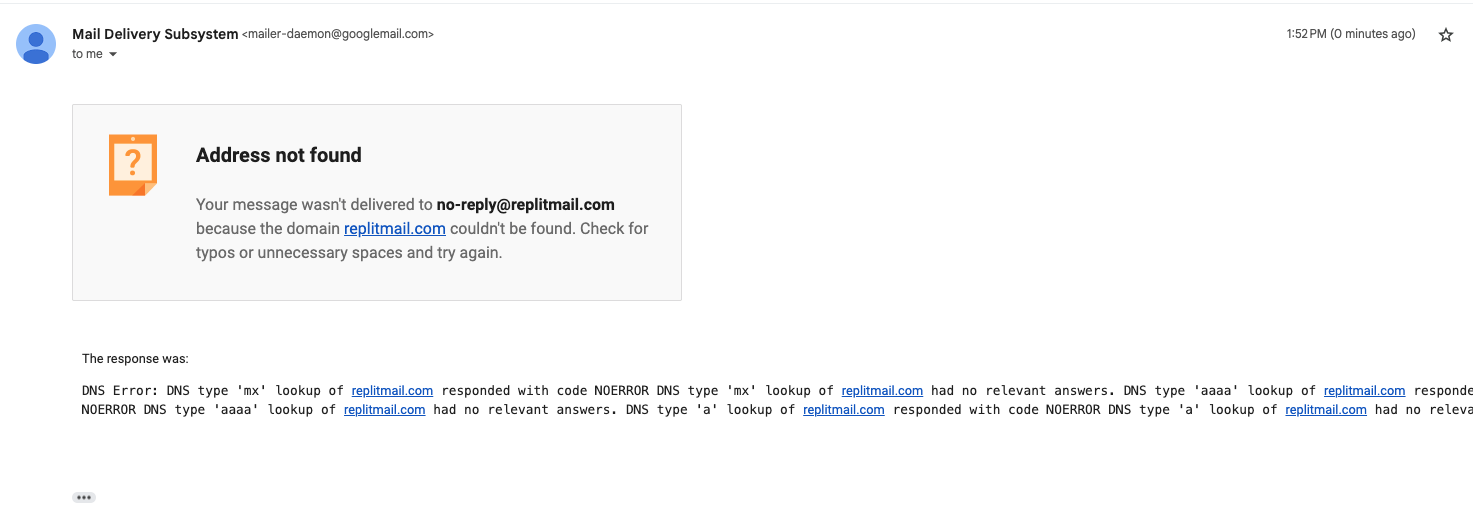 Mail Delivery Subsystem <mailer-daemon@googlemail.com>
1:52 PM (0 minutes ago)
to me
?
Address not found
Your message wasn't delivered to no-reply@replitmail.com
because the domain replitmail.com couldn't be found. Check for
typos or unnecessary spaces and try again.
The response was:
DNS Error: DNS type 'mx' lookup of replitmail.com responded with code NOERROR DNS type 'mx' lookup of replitmail.com had no relevant answers. DNS type 'aaaa' lookup of replitmail.com responde
NOERROR DNS type 'aaaa' lookup of replitmail.com had no relevant answers. DNS type 'a' lookup of replitmail.com responded with code NOERROR DNS type 'a' lookup of replitmail.com had no releva